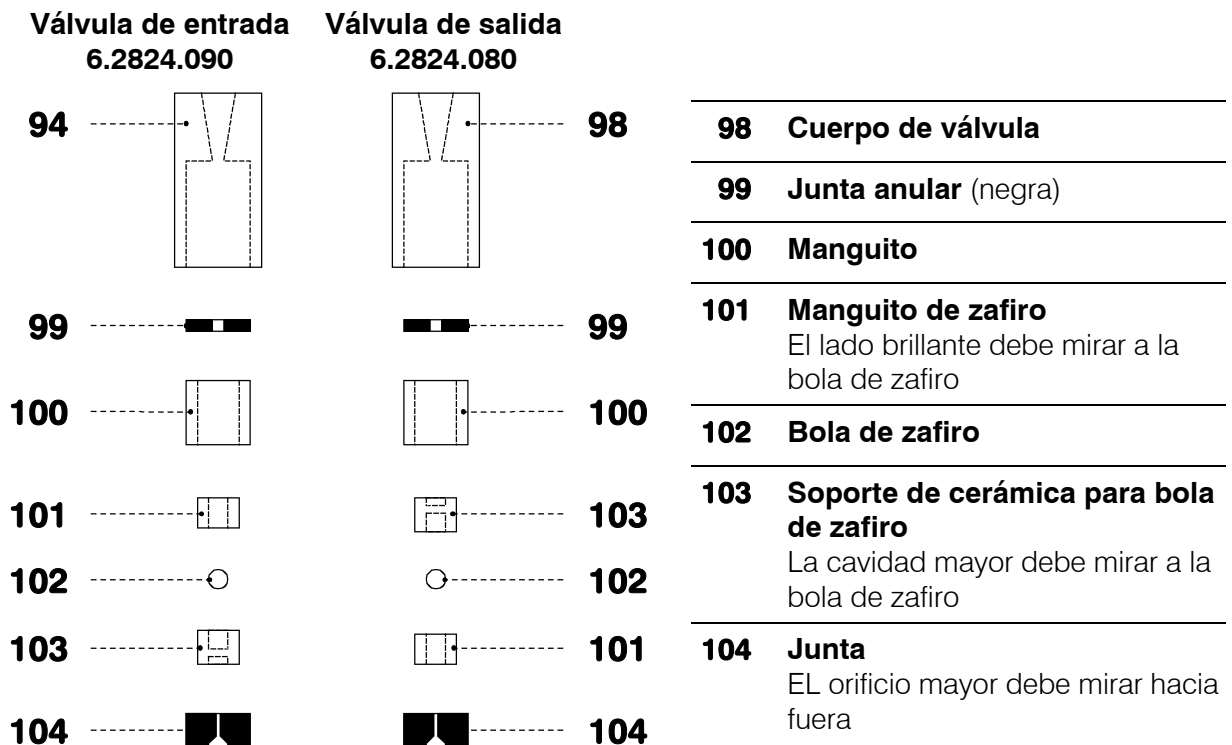 Válvula de entrada
6.2824.090
Válvula de salida
6.2824.080
94
98
99
99
100
100
101
103
102
102
103
101
104
104
98 Cuerpo de válvula
99 Junta anular (negra)
100 Manguito
101 Manguito de zafiro
El lado brillante debe mirar a la
bola de zafiro
102 Bola de zafiro
103 Soporte de cerámica para bola
de zafiro
La cavidad mayor debe mirar a la
bola de zafiro
104 Junta
EL orificio mayor debe mirar hacia
fuera